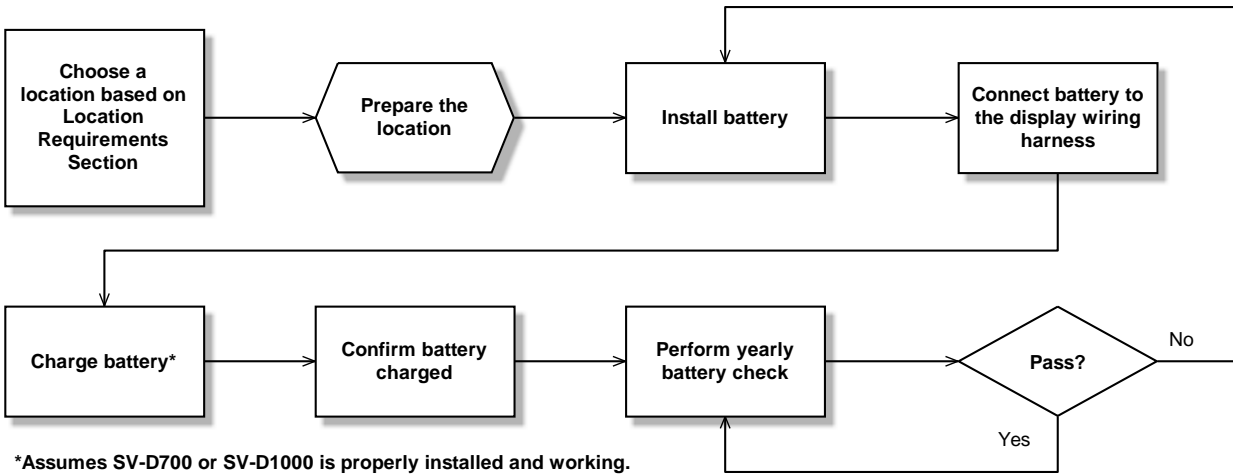 Choose a
location based on
Location
Requirements
Section
Prepare the
location
Install battery
Connect battery to
the display wiring
harness
Charge battery*
Confirm battery
charged
Perform yearly
battery check
Pass?
No
Yes
*Assumes SV-D700 or SV-D1000 is properly installed and working.